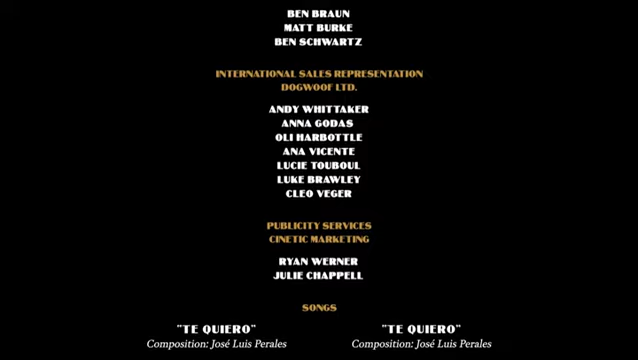 BEN BRAUN
MATT BURKE
BEN SCHWARTZ
INTERNATIONAL SALES REPRESENTATION
DOGWOOF LTD.
ANDY WHITTAKER
ANNA GODAS
OLI HARBOTTLE
ANA VICENTE
LUCIE TOUBOUL
LUKE BRAWLEY
CLEO VEGER
PUBLICITY SERVICES
CINETIC MARKETING
RYAN WERNER
JULIE CHAPPELL
SONGS
"TE QUIERO" "TE QUIERO"
Composition: José Luis Perales Composition: José Luis Perales